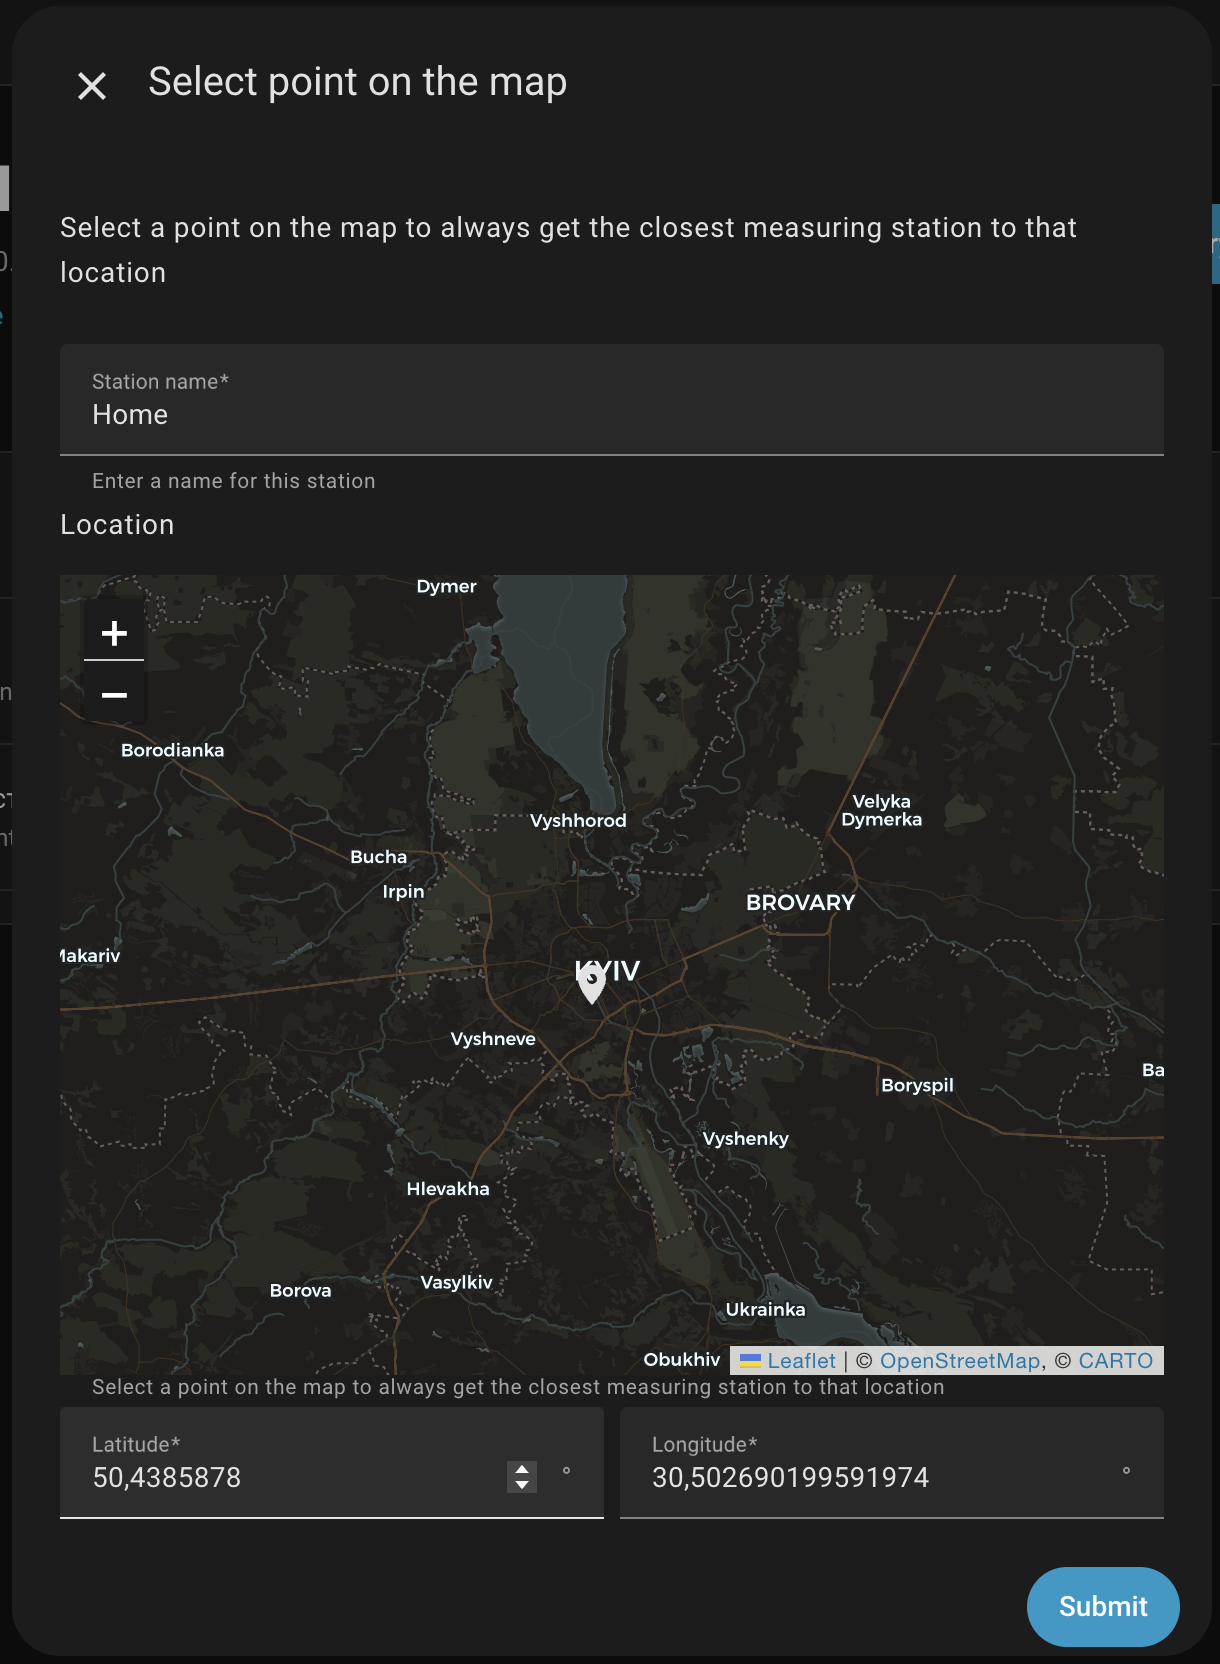 Select point on the map
Select a point on the map to always get the closest measuring station to that
location
Station name*
Home
Enter a name for this station
Location
Dymer
+
−
Borodianka
Velyka
Dymerka
Vyshhorod
Bucha
Irpin
BROVARY
Makariv
KYIV
Vyshneve
Ba
Boryspil
Vyshenky
Hlevakha
Vasylkiv
Borova
Ukrainka
Obukhiv
Leaflet | © OpenStreetMap, © CARTO
Select a point on the map to always get the closest measuring station to that location
Latitude*
50,4385878 °
Longitude*
30,502690199591974 °
Submit